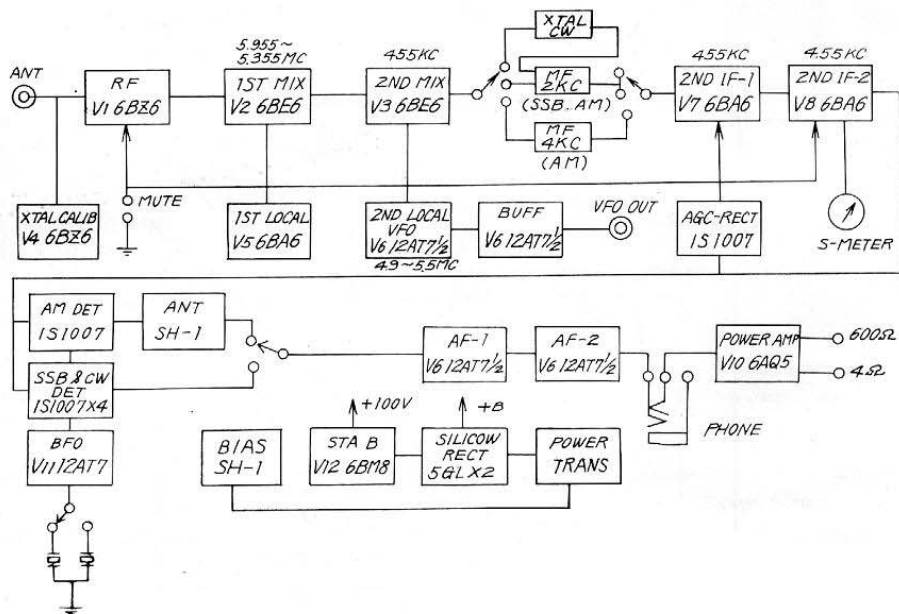 ANT
RF
V1 6BZ6
5.955~
5.355MC
1ST MIX
V2 6BE6
455KC
2ND MIX
V3 6BE6
XTAL
CW
MF
2KC
(SSB..AM)
MF
4KC
(AM)
455KC
2ND IF-1
V7 6BA6
4.55KC
2ND IF-2
V8 6BA6
XTAL CALIB
V4 6BZ6
MUTE
1ST LOCAL
V5 6BA6
2ND LOCAL
VFO
V6 12AT7½
4.9~5.5MC
BUFF
V6 12AT7½
VFO OUT
AGC-RECT
1S1007
S-METER
AM DET
1S1007
ANT
SH-1
AF-1
V6 12AT7½
AF-2
V6 12AT7½
POWER AMP
V10 6AQ5
600Ω
4Ω
SSB & CW
DET
1S1007X4
PHONE
BFO
V11 12AT7
BIAS
SH-1
+100V
STA B
V12 6BM8
+B
SILICOW
RECT
5GLX2
POWER
TRANS